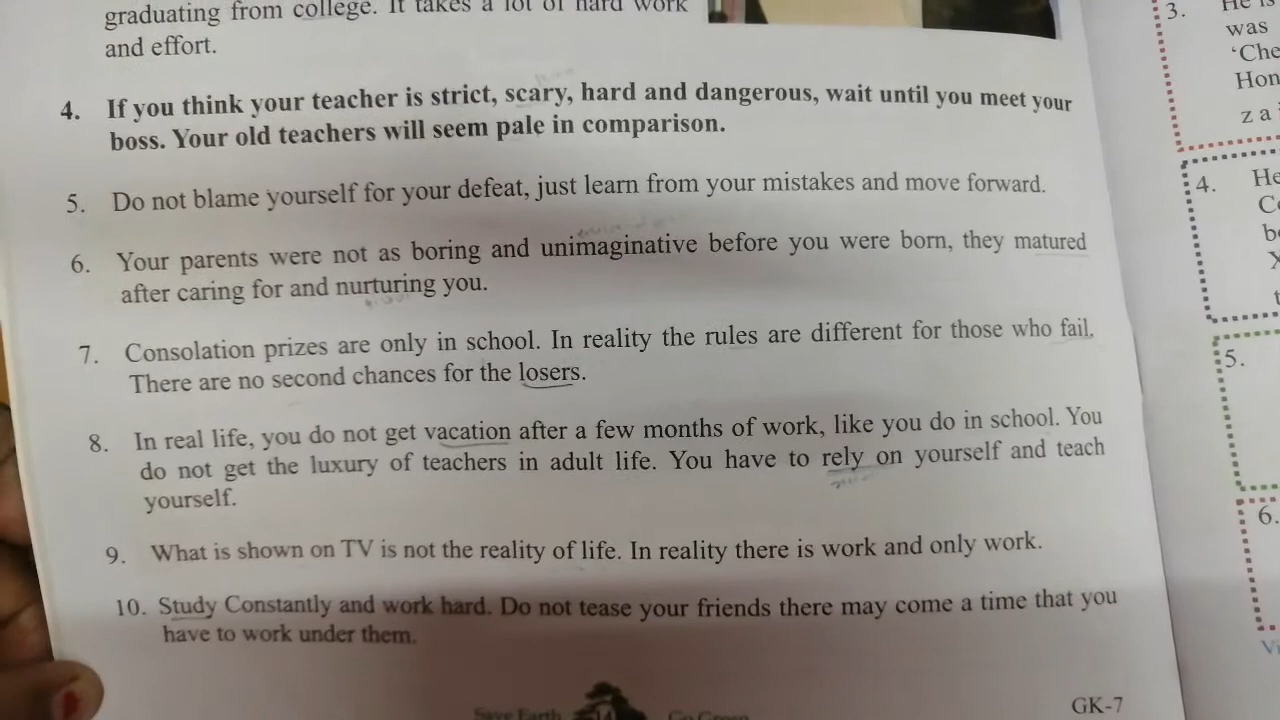 graduating from college. It takes a lot of hard work
and effort.
4. If you think your teacher is strict, scary, hard and dangerous, wait until you meet your
boss. Your old teachers will seem pale in comparison.
5. Do not blame yourself for your defeat, just learn from your mistakes and move forward.
6. Your parents were not as boring and unimaginative before you were born, they matured
after caring for and nurturing you.
7. Consolation prizes are only in school. In reality the rules are different for those who fail.
There are no second chances for the losers.
8. In real life, you do not get vacation after a few months of work, like you do in school. You
do not get the luxury of teachers in adult life. You have to rely on yourself and teach
yourself.
9. What is shown on TV is not the reality of life. In reality there is work and only work.
10. Study Constantly and work hard. Do not tease your friends there may come a time that you
have to work under them.
Save Earth 14 Go Green
GK-7
3. He is
was
'Che
Hon
z a
4. He
5.
6.